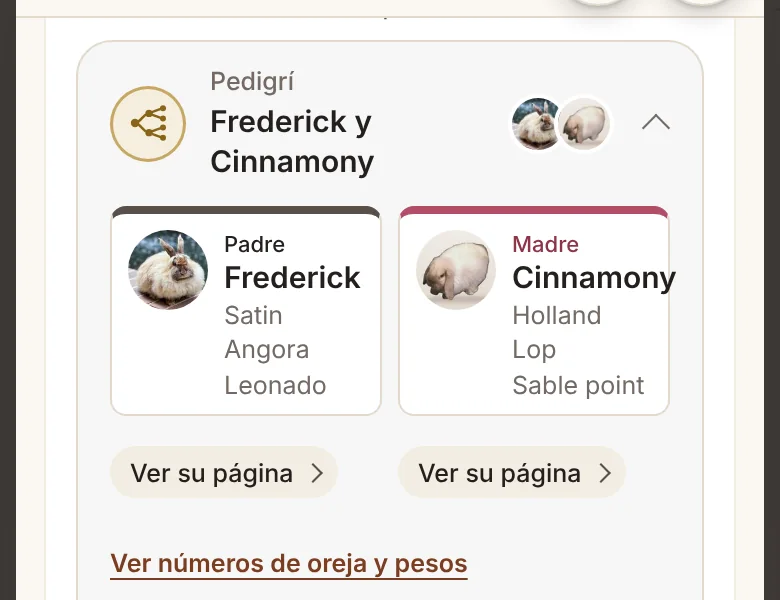 Pedigrí
Frederick y
Cinnamony
Padre
Frederick
Satin
Angora
Leonado
Madre
Cinnamony
Holland
Lop
Sable point
Ver su página
Ver su página
Ver números de oreja y pesos